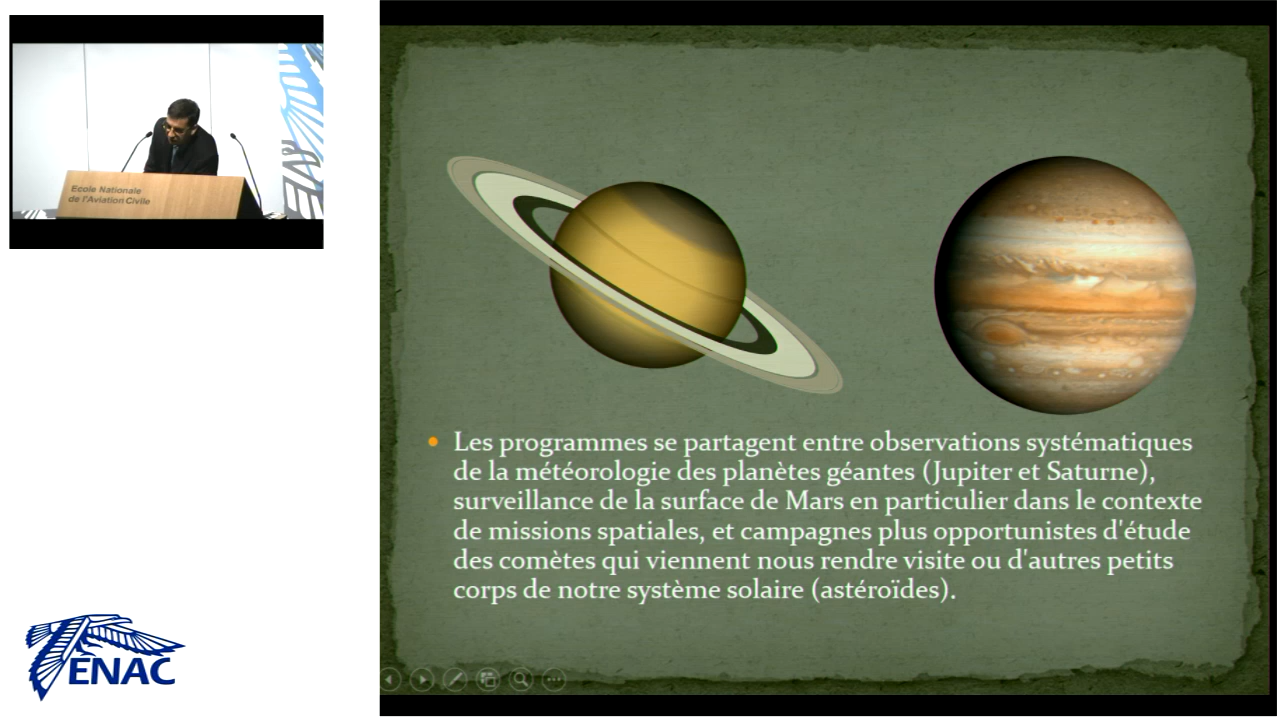 Ecole Nationale
de l'Aviation Civile
Les programmes se partagent entre observations systématiques
de la météorologie des planètes géantes (Jupiter et Saturne),
surveillance de la surface de Mars en particulier dans le contexte
de missions spatiales, et campagnes plus opportunistes d'étude
des comètes qui viennent nous rendre visite ou d'autres petits
corps de notre système solaire (astéroïdes).
ENAC